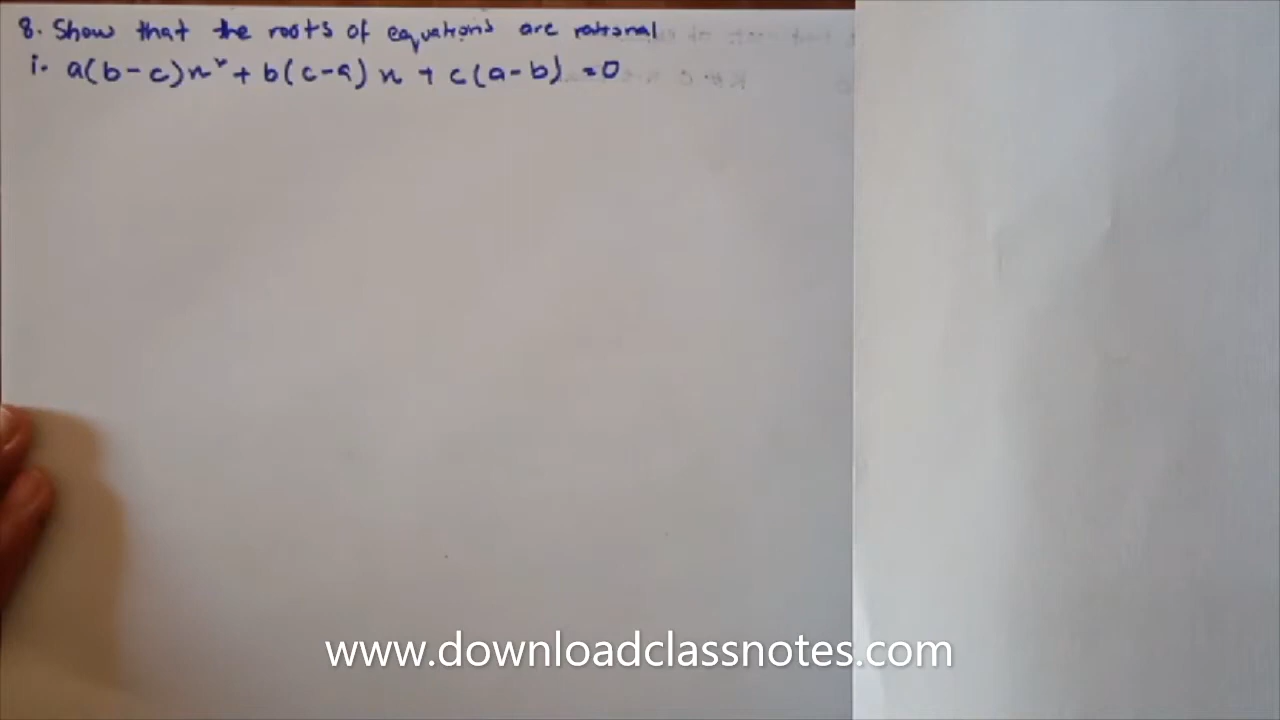 8. Show that the roots of equations are rational
i. a(b-c)x² + b(c-a)x + c(a-b) = 0
www.downloadclassnotes.com